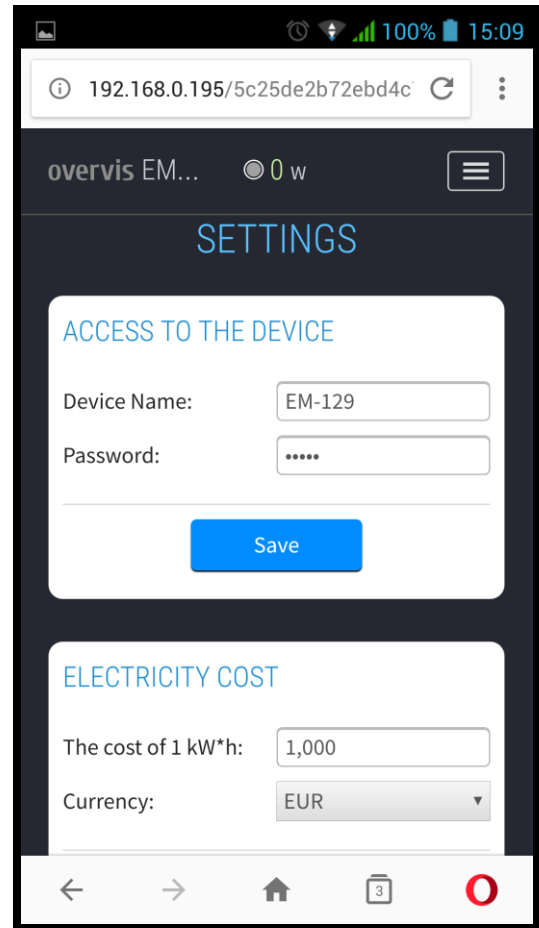 100% 15:09
192.168.0.195/5c25de2b72ebd4c
overvis EM... 0 w
SETTINGS
ACCESS TO THE DEVICE
Device Name: EM-129
Password: •••••
Save
ELECTRICITY COST
The cost of 1 kW*h: 1,000
Currency: EUR
3